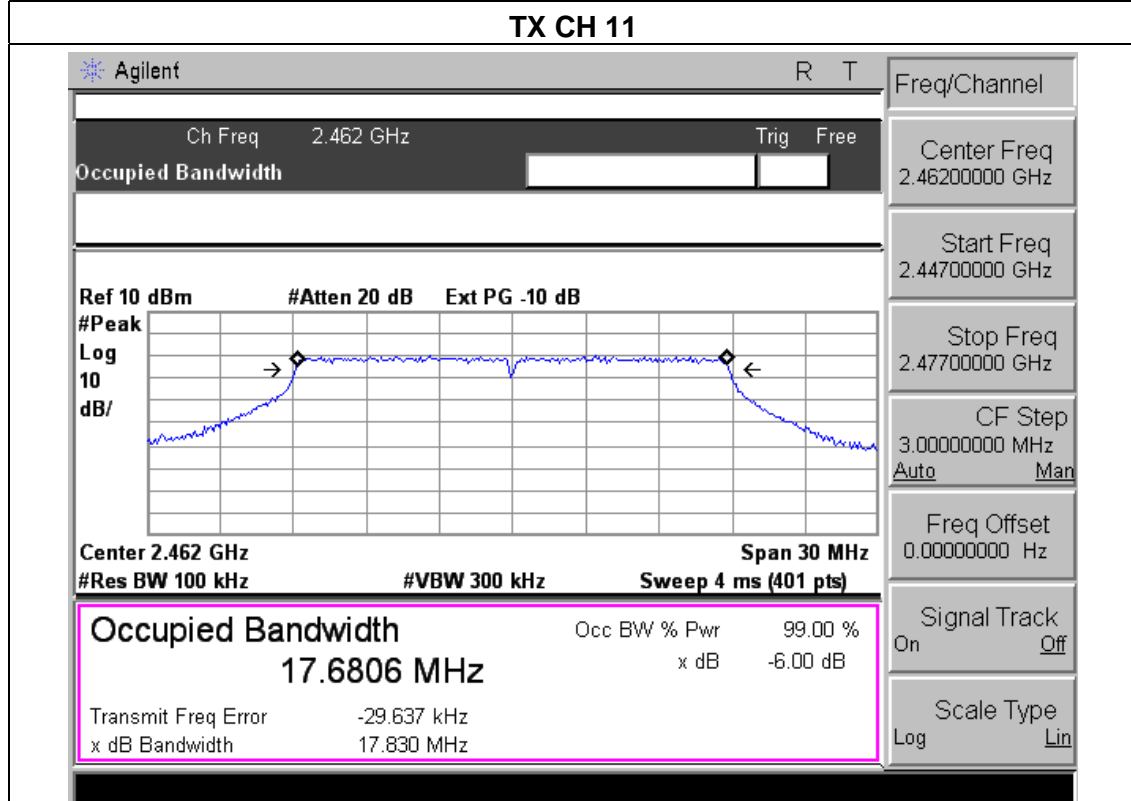 TX CH 11
Agilent R T
Freq/Channel
Ch Freq 2.462 GHz Trig Free
Occupied Bandwidth
Center Freq
2.46200000 GHz
Start Freq
2.44700000 GHz
Stop Freq
2.47700000 GHz
CF Step
3.00000000 MHz
Auto Man
Freq Offset
0.00000000 Hz
Signal Track
On Off
Scale Type
Log Lin
Ref 10 dBm #Atten 20 dB Ext PG -10 dB
#Peak
Log
10
dB/
Center 2.462 GHz Span 30 MHz
#Res BW 100 kHz #VBW 300 kHz Sweep 4 ms (401 pts)
Occupied Bandwidth Occ BW % Pwr 99.00 %
17.6806 MHz x dB -6.00 dB
Transmit Freq Error -29.637 kHz
x dB Bandwidth 17.830 MHz